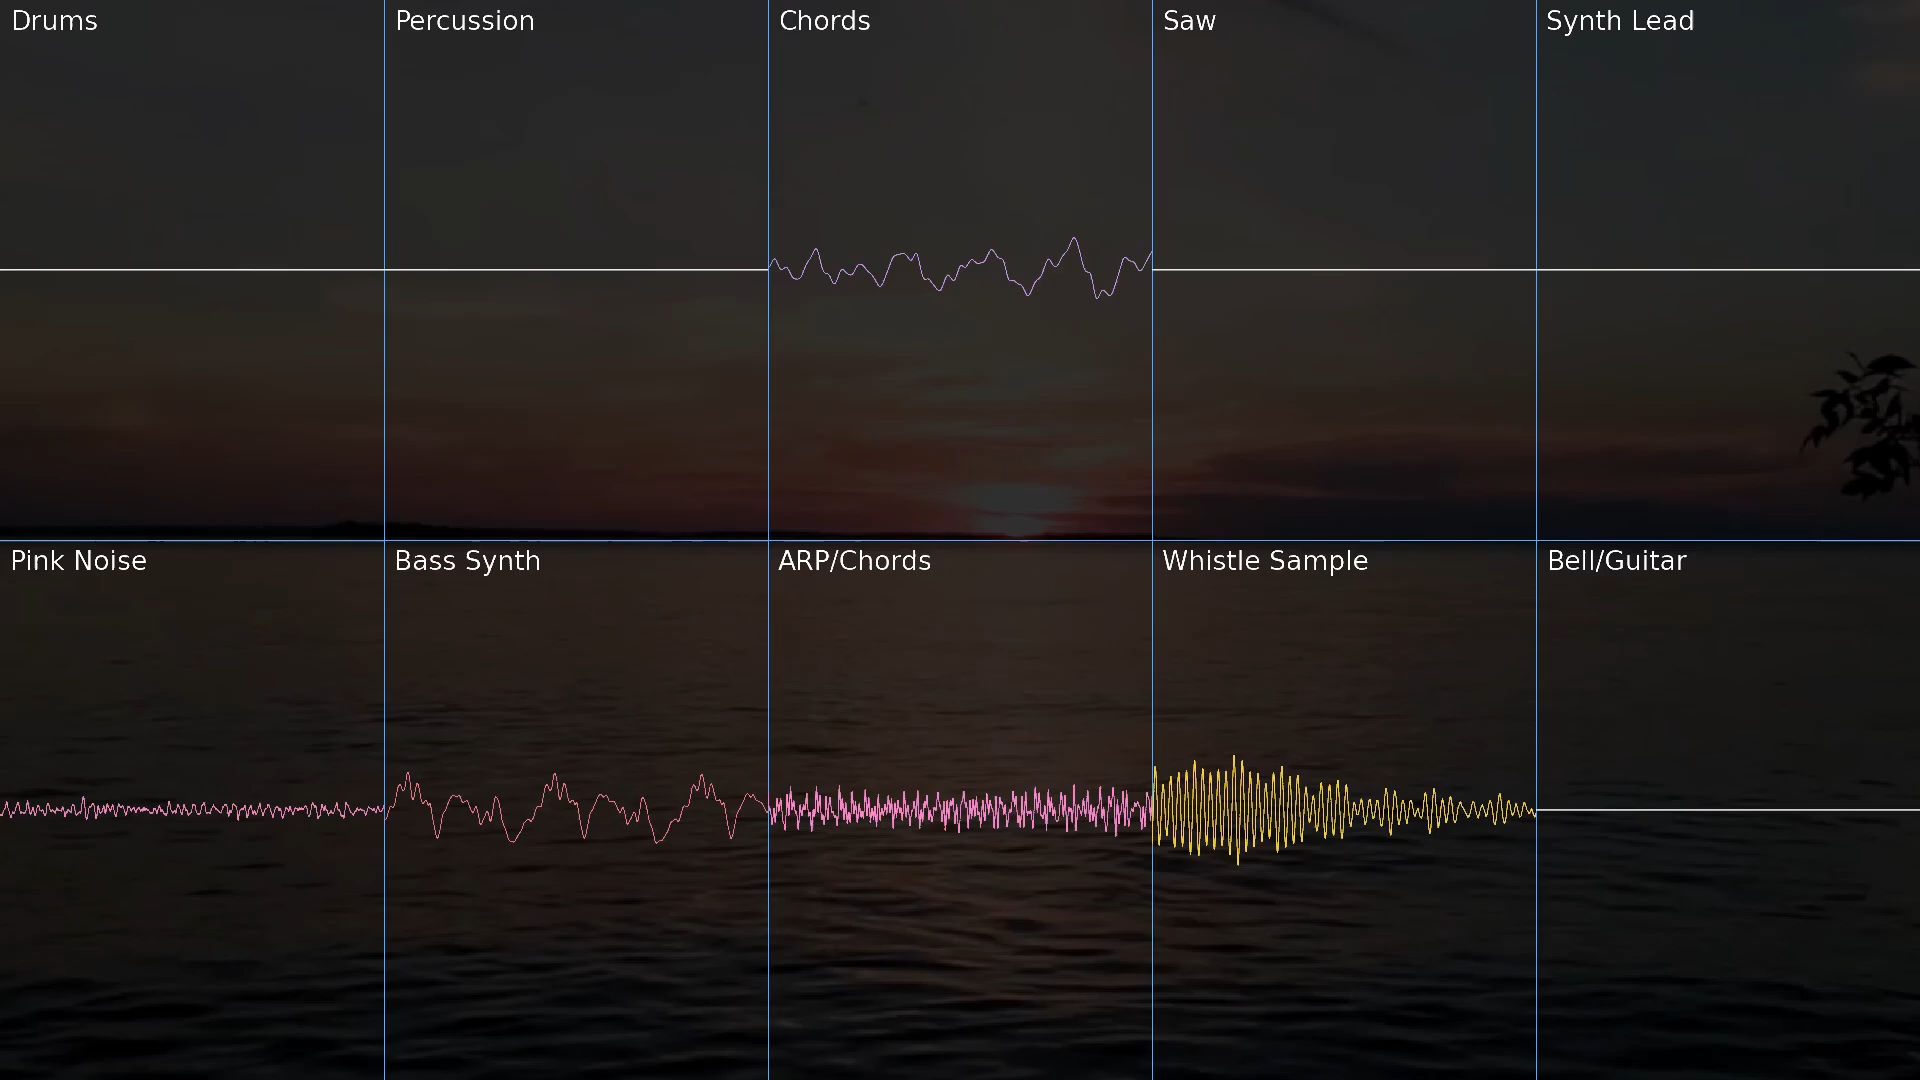 Drums
Percussion
Chords
Saw
Synth Lead
Pink Noise
Bass Synth
ARP/Chords
Whistle Sample
Bell/Guitar